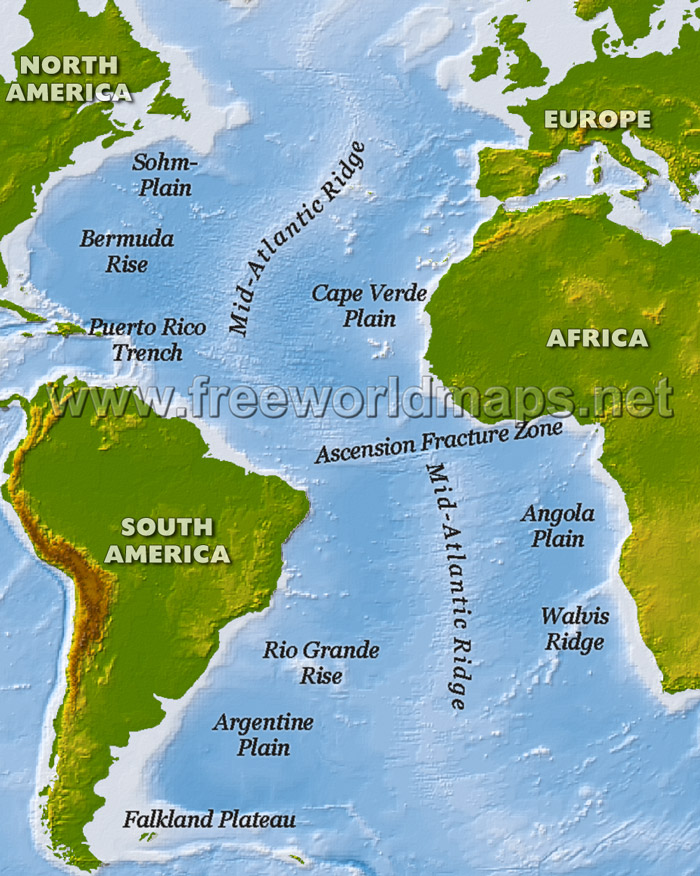 NORTH
AMERICA
EUROPE
Sohm-
Plain
Mid-Atlantic Ridge
Bermuda
Rise
Cape Verde
Plain
Puerto Rico
Trench
AFRICA
www.freeworldmaps.net
Ascension Fracture Zone
Mid-Atlantic Ridge
SOUTH
AMERICA
Angola
Plain
Walvis
Ridge
Rio Grande
Rise
Argentine
Plain
Falkland Plateau